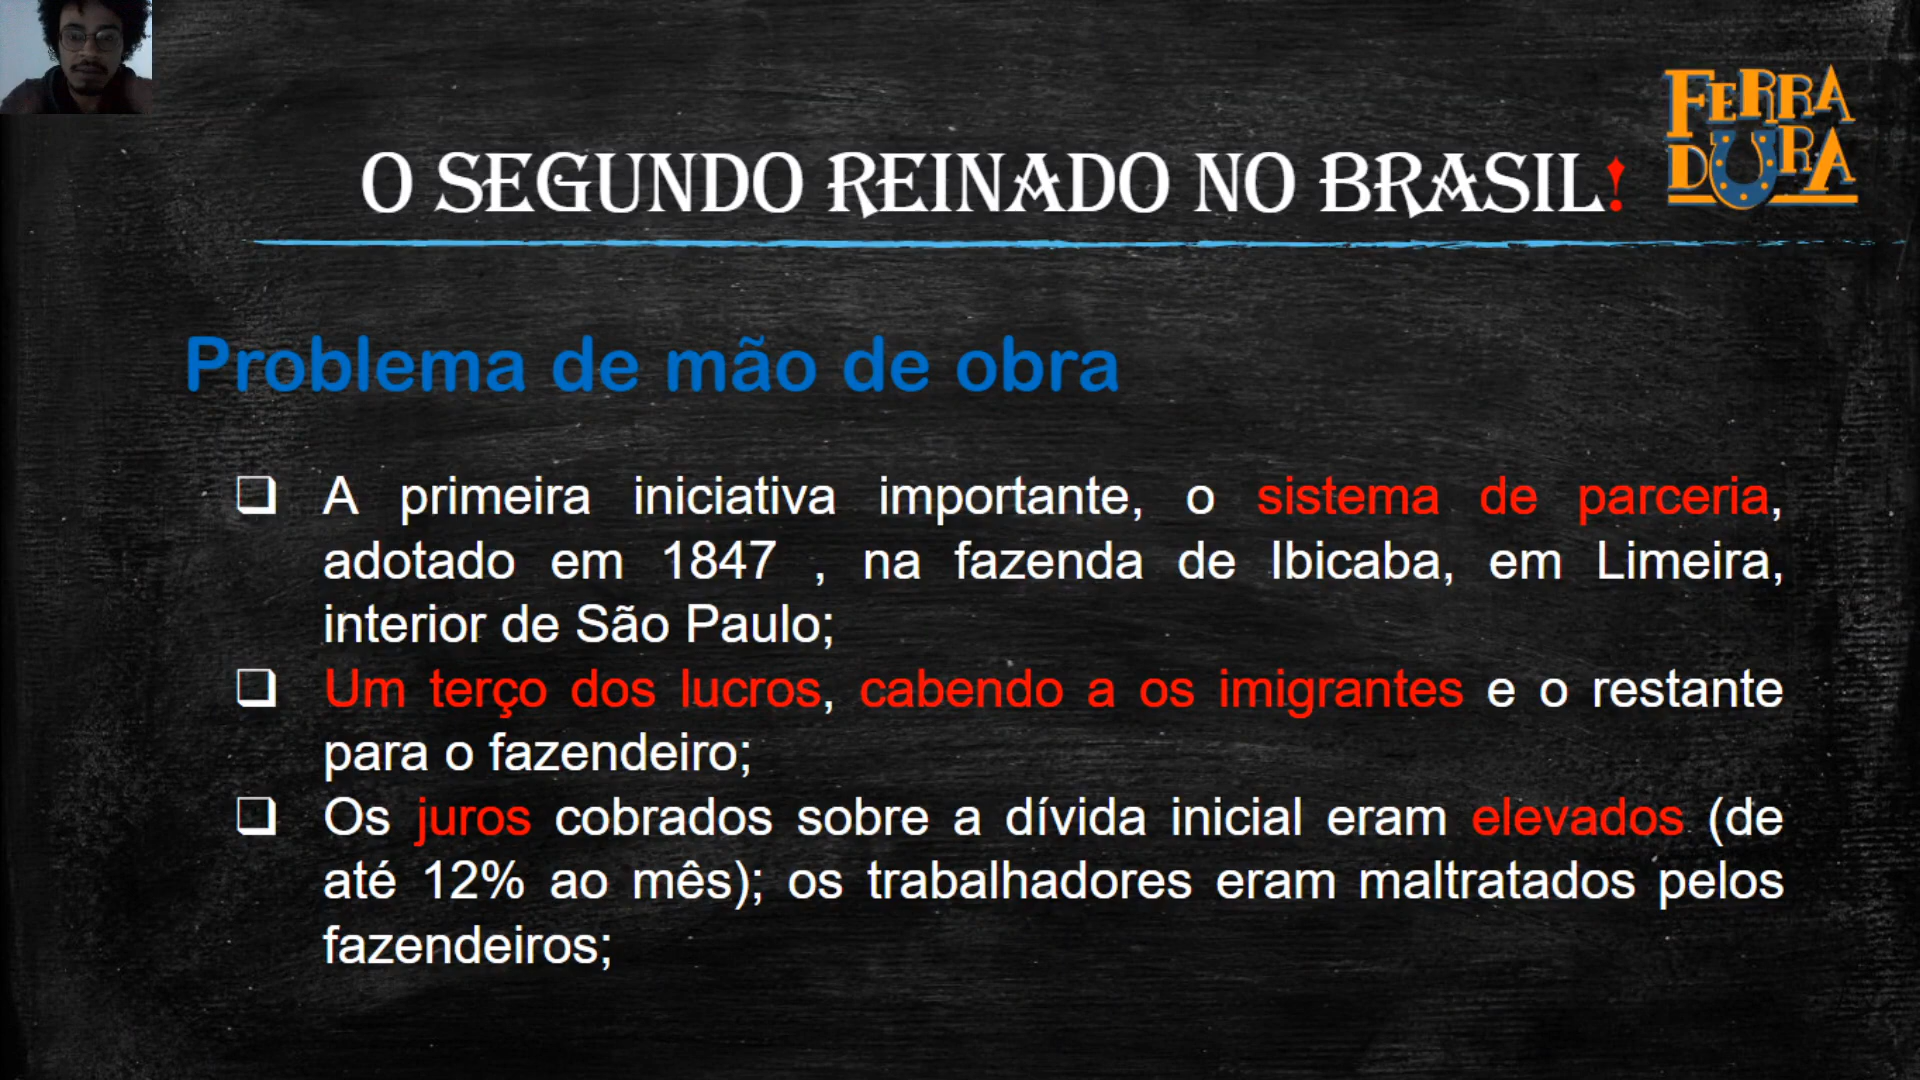 FERRA
DURA
O SEGUNDO REINADO NO BRASIL!
Problema de mão de obra
A primeira iniciativa importante, o sistema de parceria,
adotado em 1847 , na fazenda de Ibicaba, em Limeira,
interior de São Paulo;
Um terço dos lucros, cabendo a os imigrantes e o restante
para o fazendeiro;
Os juros cobrados sobre a dívida inicial eram elevados (de
até 12% ao mês); os trabalhadores eram maltratados pelos
fazendeiros;